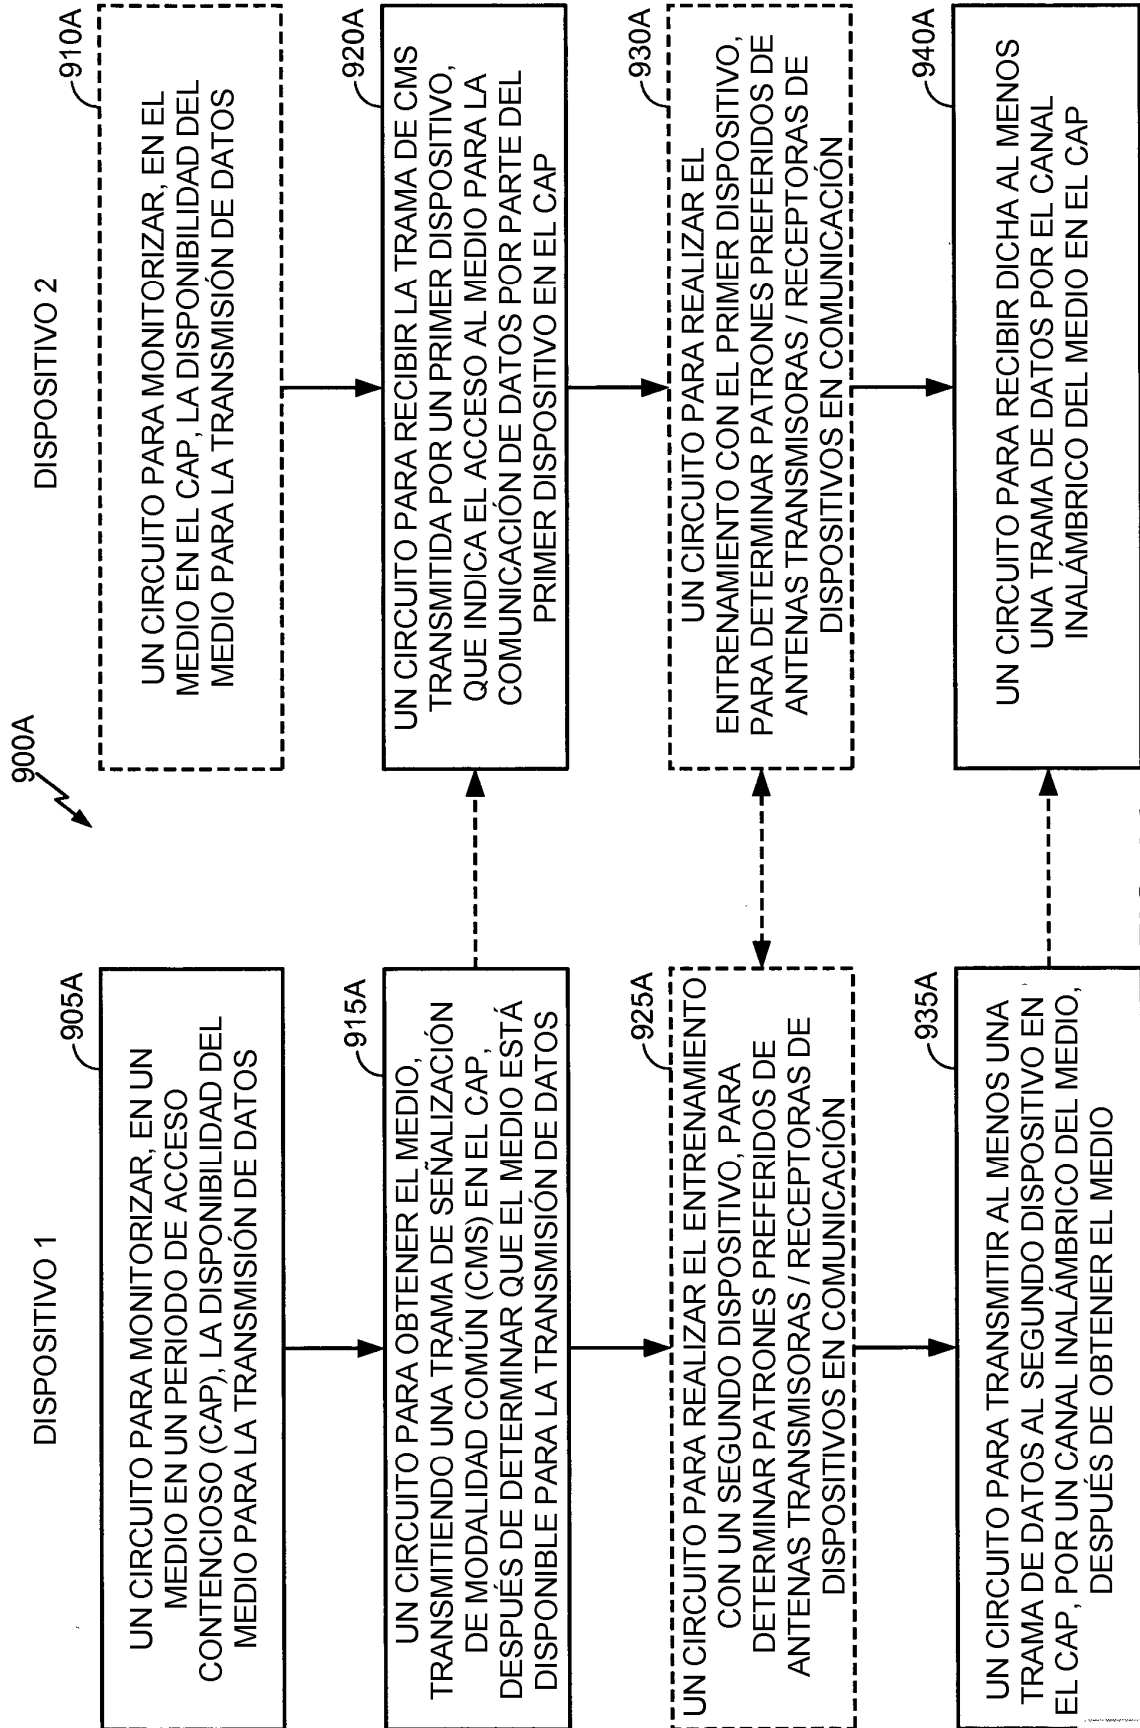 900A
DISPOSITIVO 1
905A
UN CIRCUITO PARA MONITORIZAR, EN UN
MEDIO EN UN PERIODO DE ACCESO
CONTENCIOSO (CAP), LA DISPONIBILIDAD DEL
MEDIO PARA LA TRANSMISIÓN DE DATOS
915A
UN CIRCUITO PARA OBTENER EL MEDIO,
TRANSMITIENDO UNA TRAMA DE SEÑALIZACIÓN
DE MODALIDAD COMÚN (CMS) EN EL CAP,
DESPUÉS DE DETERMINAR QUE EL MEDIO ESTÁ
DISPONIBLE PARA LA TRANSMISIÓN DE DATOS
925A
UN CIRCUITO PARA REALIZAR EL ENTRENAMIENTO
CON UN SEGUNDO DISPOSITIVO, PARA
DETERMINAR PATRONES PREFERIDOS DE
ANTENAS TRANSMISORAS / RECEPTORAS DE
DISPOSITIVOS EN COMUNICACIÓN
935A
UN CIRCUITO PARA TRANSMITIR AL MENOS UNA
TRAMA DE DATOS AL SEGUNDO DISPOSITIVO EN
EL CAP, POR UN CANAL INALÁMBRICO DEL MEDIO,
DESPUÉS DE OBTENER EL MEDIO
DISPOSITIVO 2
910A
UN CIRCUITO PARA MONITORIZAR, EN EL
MEDIO EN EL CAP, LA DISPONIBILIDAD DEL
MEDIO PARA LA TRANSMISIÓN DE DATOS
920A
UN CIRCUITO PARA RECIBIR LA TRAMA DE CMS
TRANSMITIDA POR UN PRIMER DISPOSITIVO,
QUE INDICA EL ACCESO AL MEDIO PARA LA
COMUNICACIÓN DE DATOS POR PARTE DEL
PRIMER DISPOSITIVO EN EL CAP
930A
UN CIRCUITO PARA REALIZAR EL
ENTRENAMIENTO CON EL PRIMER DISPOSITIVO,
PARA DETERMINAR PATRONES PREFERIDOS DE
ANTENAS TRANSMISORAS / RECEPTORAS DE
DISPOSITIVOS EN COMUNICACIÓN
940A
UN CIRCUITO PARA RECIBIR DICHA AL MENOS
UNA TRAMA DE DATOS POR EL CANAL
INALÁMBRICO DEL MEDIO EN EL CAP